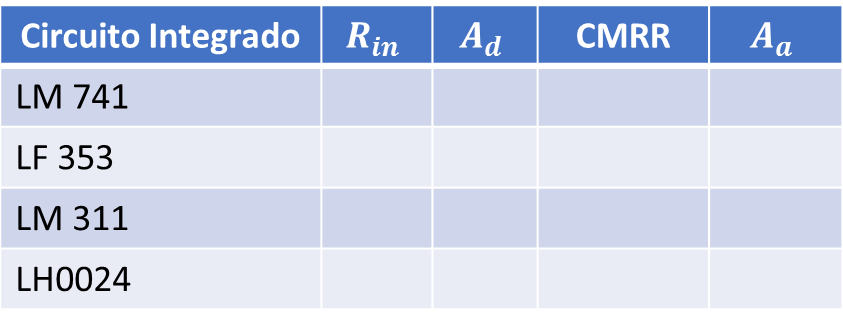 Circuito Integrado R_in A_d CMRR A_a
LM 741
LF 353
LM 311
LH0024